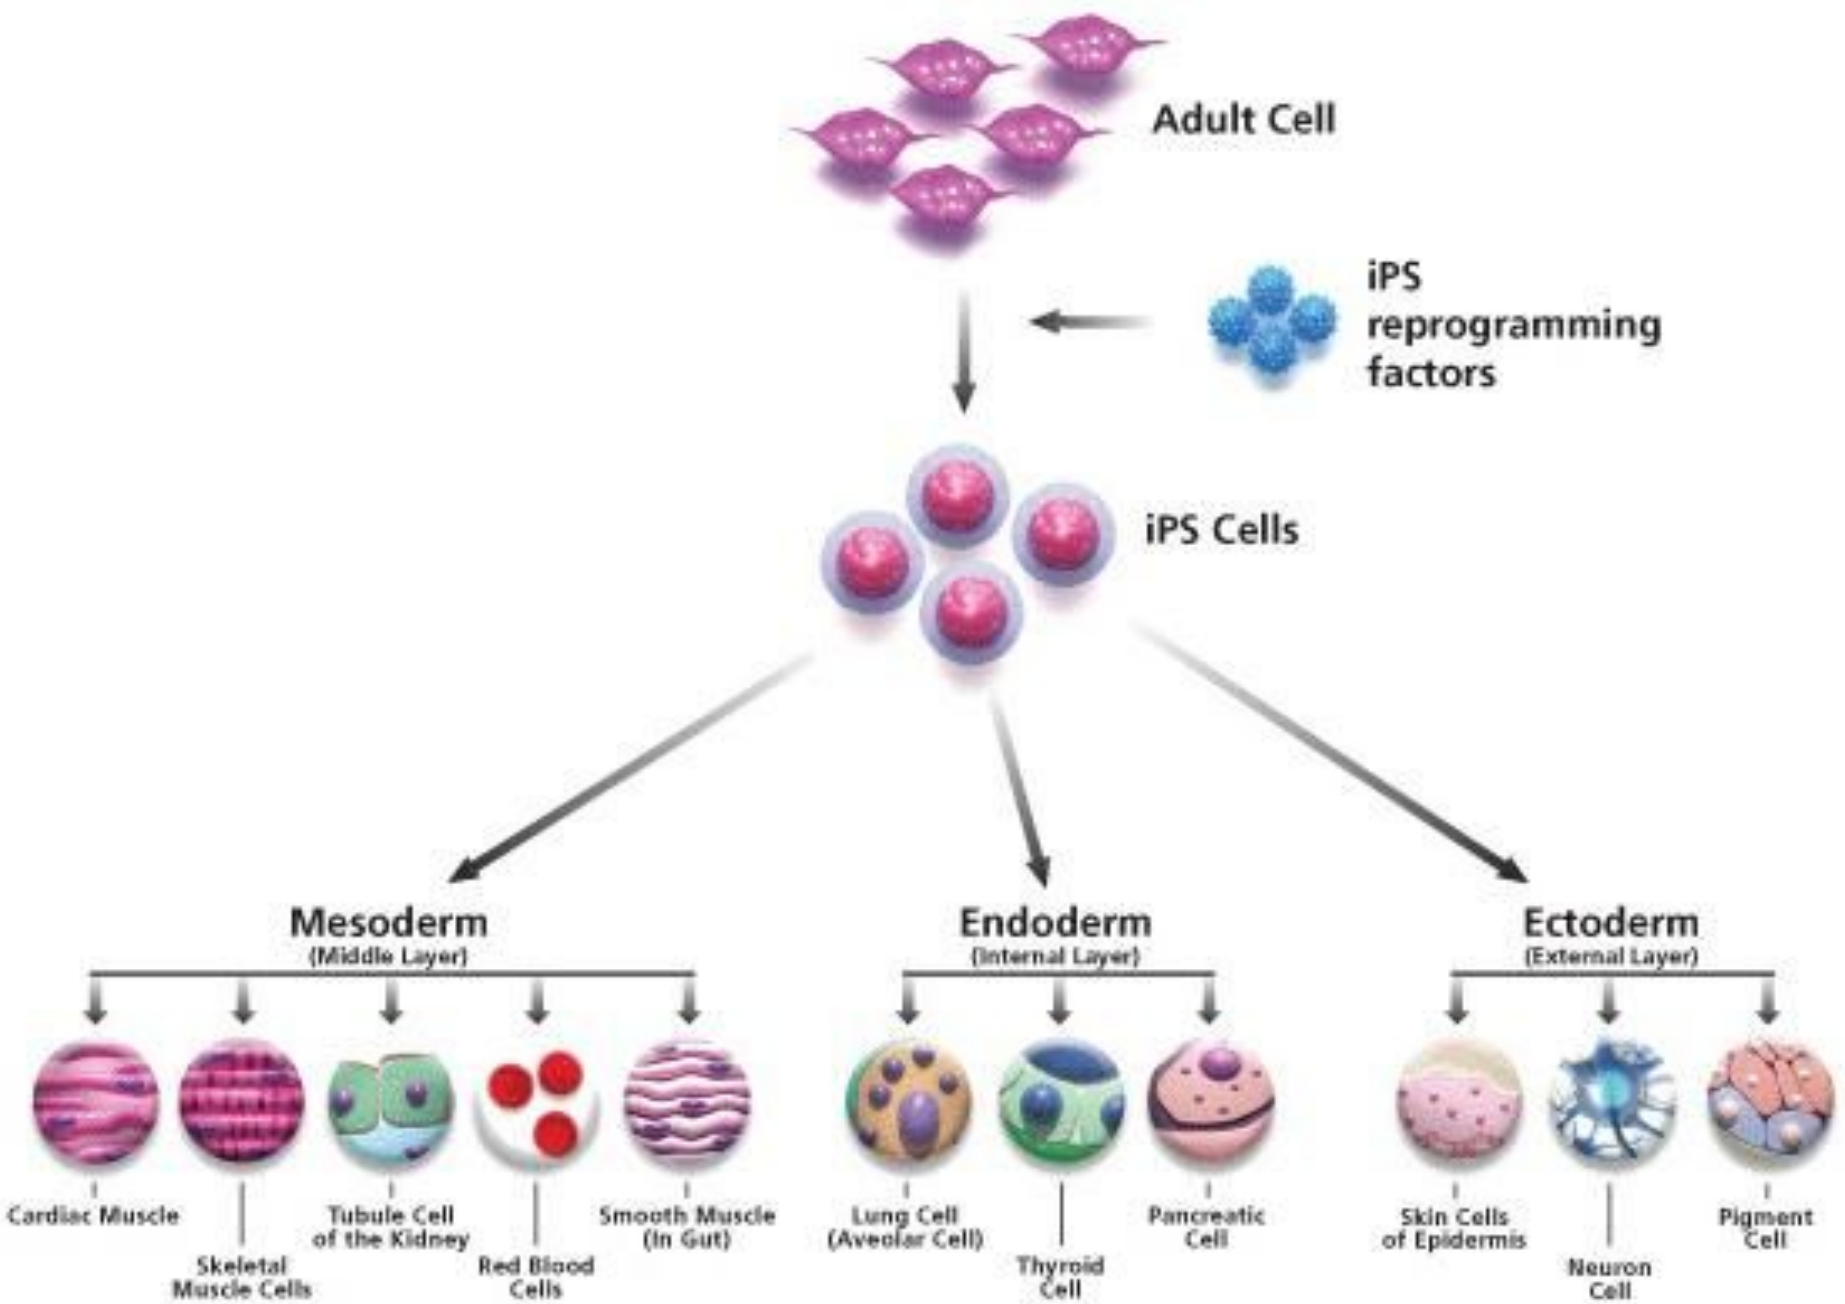 Adult Cell
iPS
reprogramming
factors
iPS Cells
Mesoderm
(Middle Layer)
Endoderm
(Internal Layer)
Ectoderm
(External Layer)
Cardiac Muscle
Skeletal
Muscle Cells
Tubule Cell
of the Kidney
Red Blood
Cells
Smooth Muscle
(In Gut)
Lung Cell
(Aveolar Cell)
Thyroid
Cell
Pancreatic
Cell
Skin Cells
of Epidermis
Neuron
Cell
Pigment
Cell